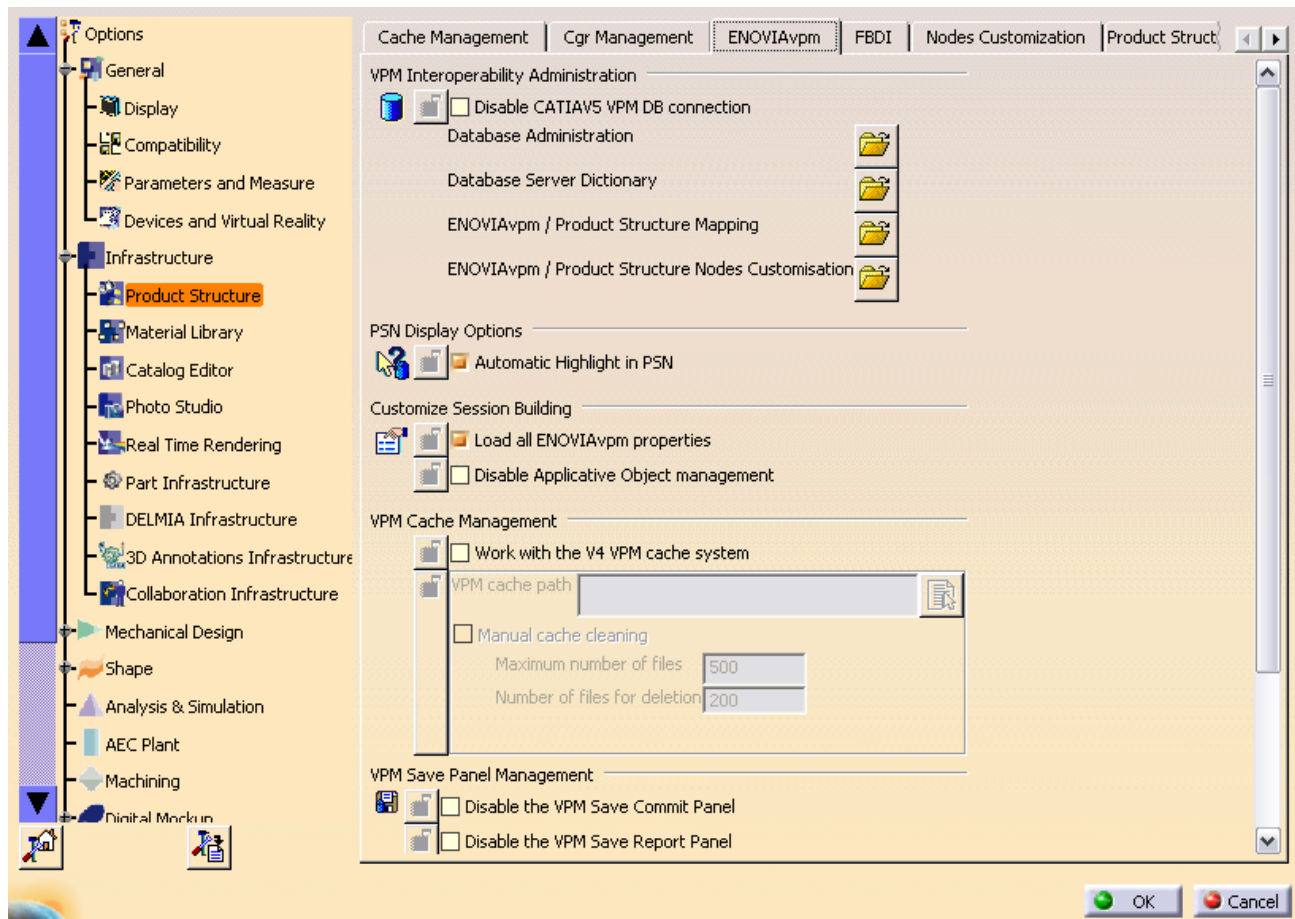 Options
General
Display
Compatibility
Parameters and Measure
Devices and Virtual Reality
Infrastructure
Product Structure
Material Library
Catalog Editor
Photo Studio
Real Time Rendering
Part Infrastructure
DELMIA Infrastructure
3D Annotations Infrastructure
Collaboration Infrastructure
Mechanical Design
Shape
Analysis & Simulation
AEC Plant
Machining
Digital Mockup
Cache Management Cgr Management ENOVIAvpm FBDI Nodes Customization Product Struct
VPM Interoperability Administration
Disable CATIAV5 VPM DB connection
Database Administration
Database Server Dictionary
ENOVIAvpm / Product Structure Mapping
ENOVIAvpm / Product Structure Nodes Customisation
PSN Display Options
Automatic Highlight in PSN
Customize Session Building
Load all ENOVIAvpm properties
Disable Applicative Object management
VPM Cache Management
Work with the V4 VPM cache system
VPM cache path
Manual cache cleaning
Maximum number of files 500
Number of files for deletion 200
VPM Save Panel Management
Disable the VPM Save Commit Panel
Disable the VPM Save Report Panel
OK Cancel